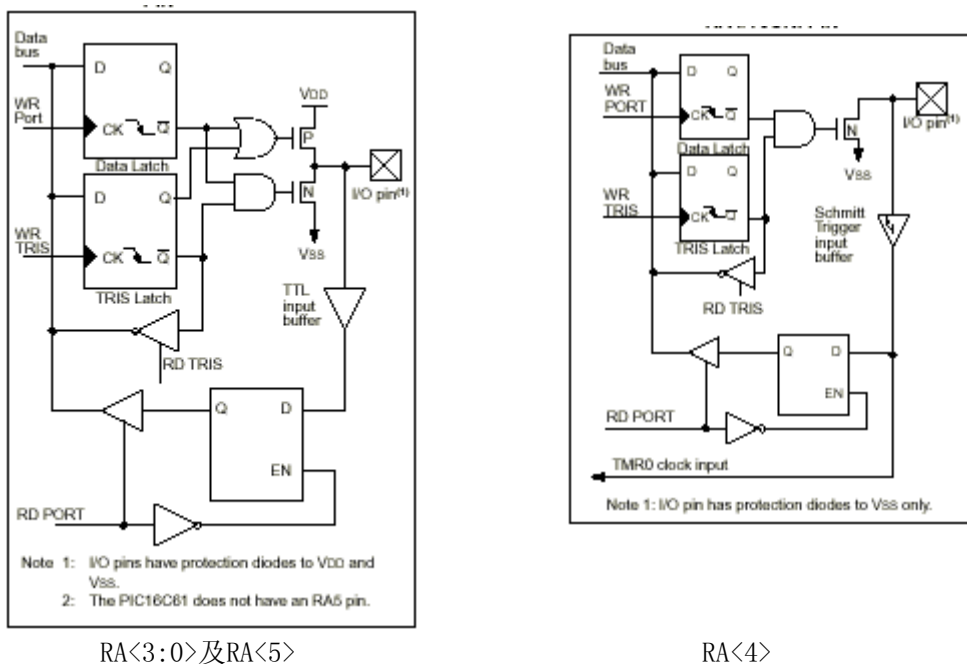 Data
bus
D Q
WR
Port
CK Q
Data Latch
VDD
P
I/O pin(1)
D Q
N
WR
TRIS
CK Q
VSS
TRIS Latch
TTL
input
buffer
RD TRIS
Q D
EN
RD PORT
Note 1: I/O pins have protection diodes to VDD and
VSS.
2: The PIC16C61 does not have an RA5 pin.
RA<3:0>及RA<5>
Data
bus
D Q
WR
PORT
CK Q
Data Latch
N
I/O pin(1)
VSS
D Q
WR
TRIS
CK Q
TRIS Latch
Schmitt
Trigger
input
buffer
RD TRIS
Q D
EN
RD PORT
TMR0 clock input
Note 1: I/O pin has protection diodes to VSS only.
RA<4>